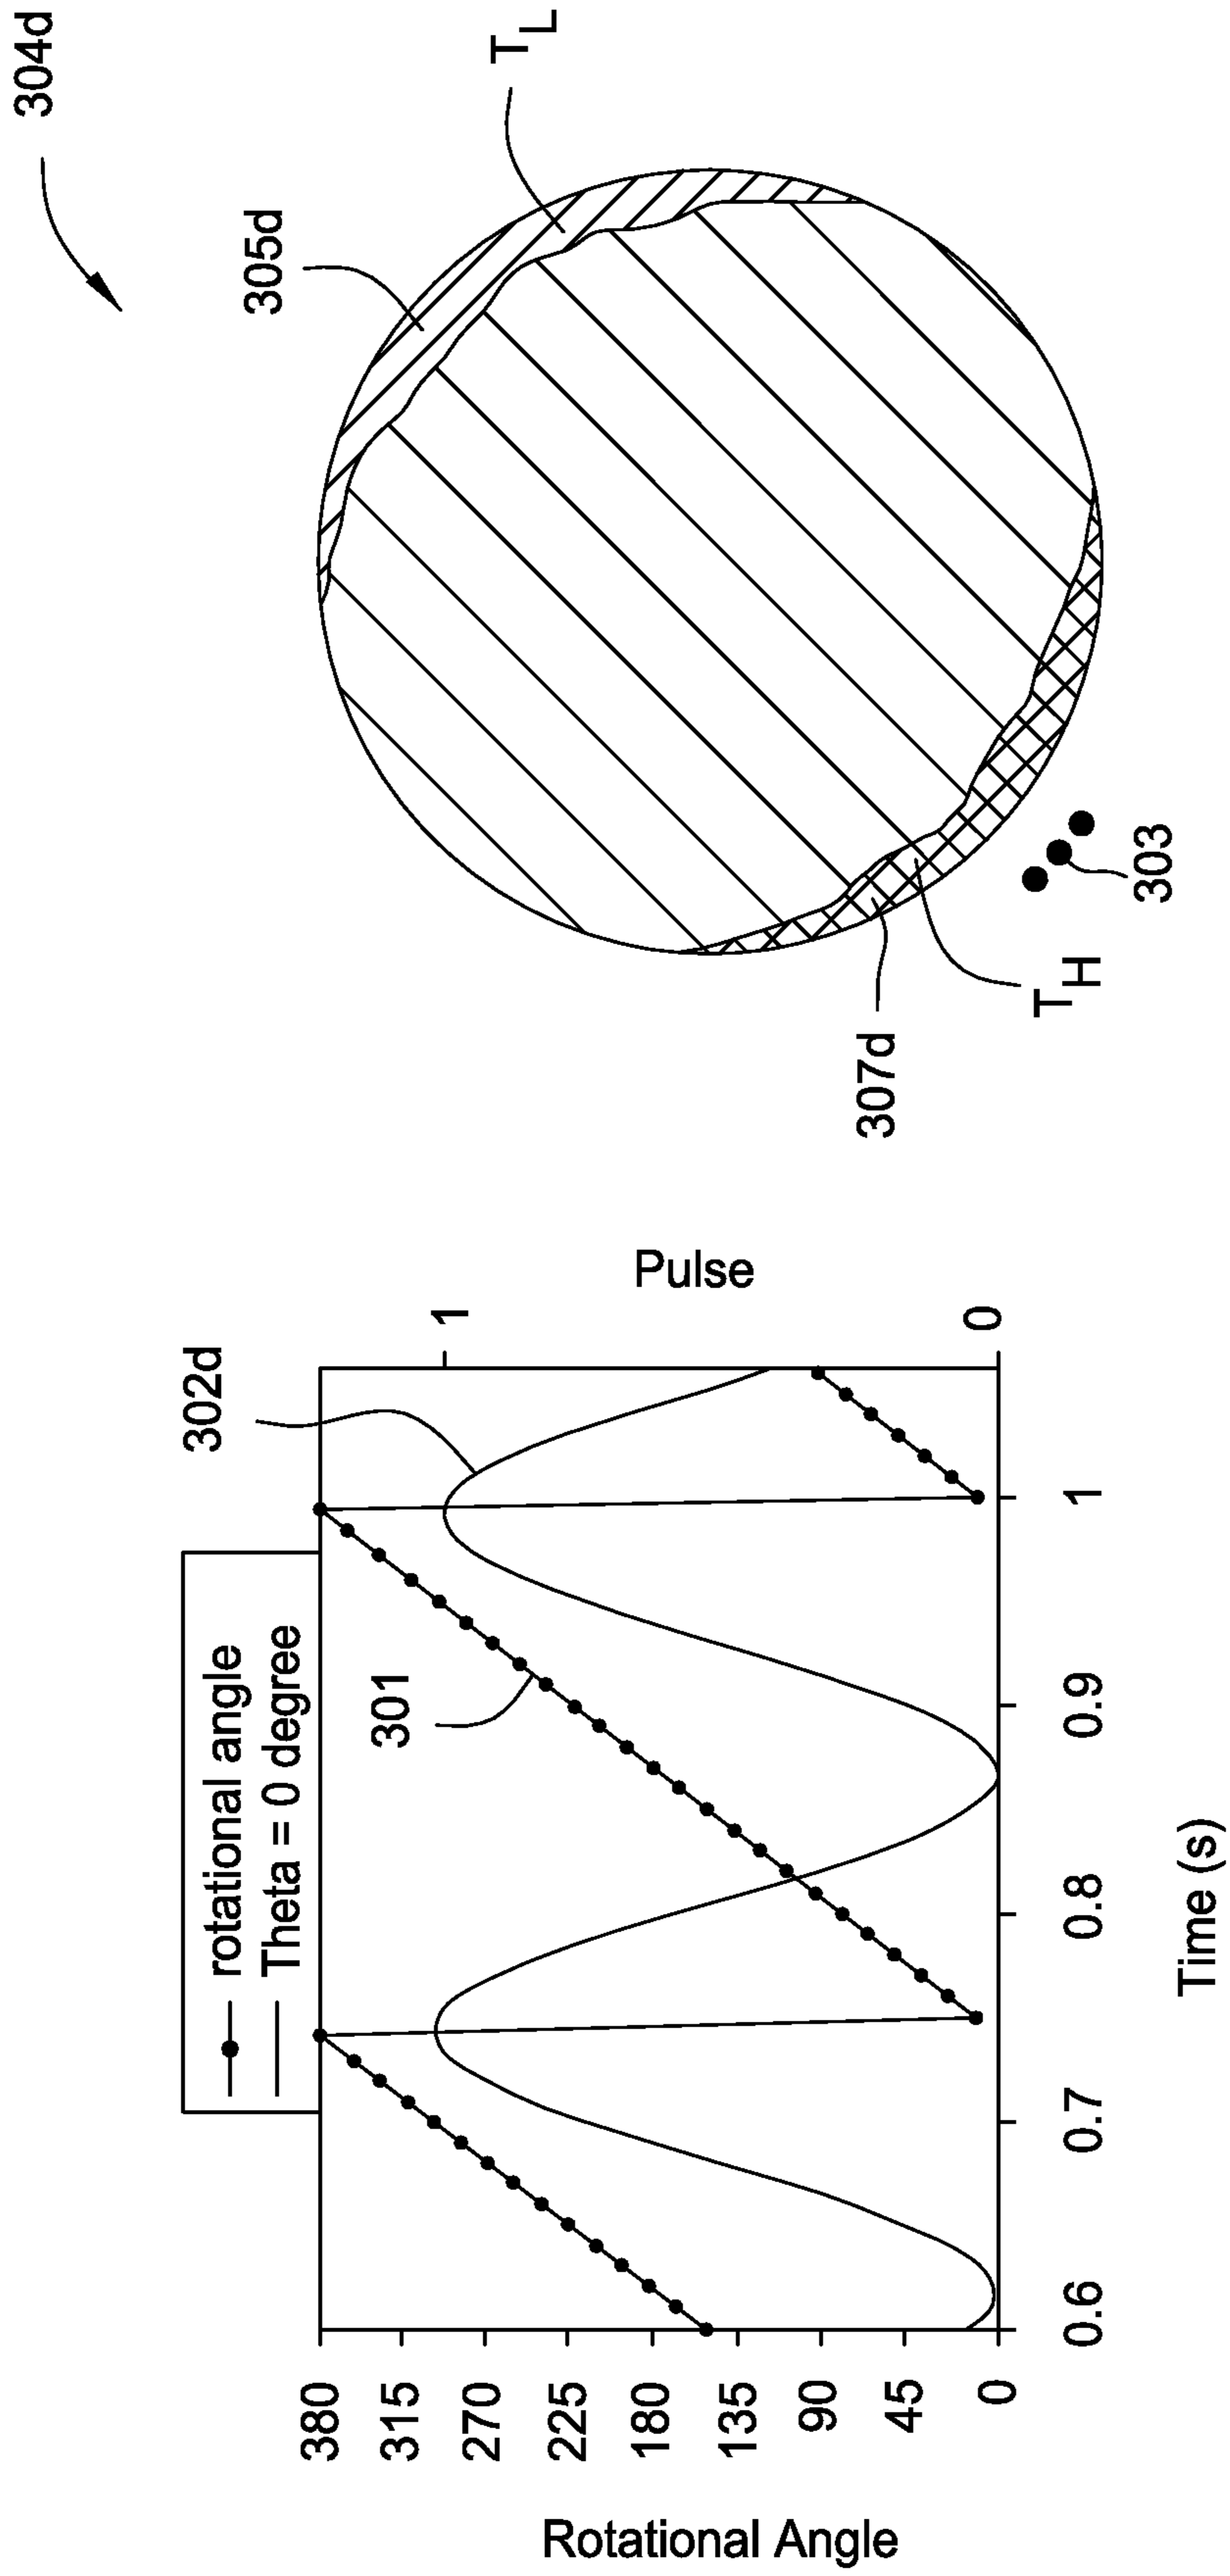 304d
305d
T_L
307d
T_H
303
rotational angle
Theta = 0 degree
302d
301
Rotational Angle
380
315
270
225
180
135
90
45
0
Pulse
1
0
0.6 0.7 0.8 0.9 1
Time (s)